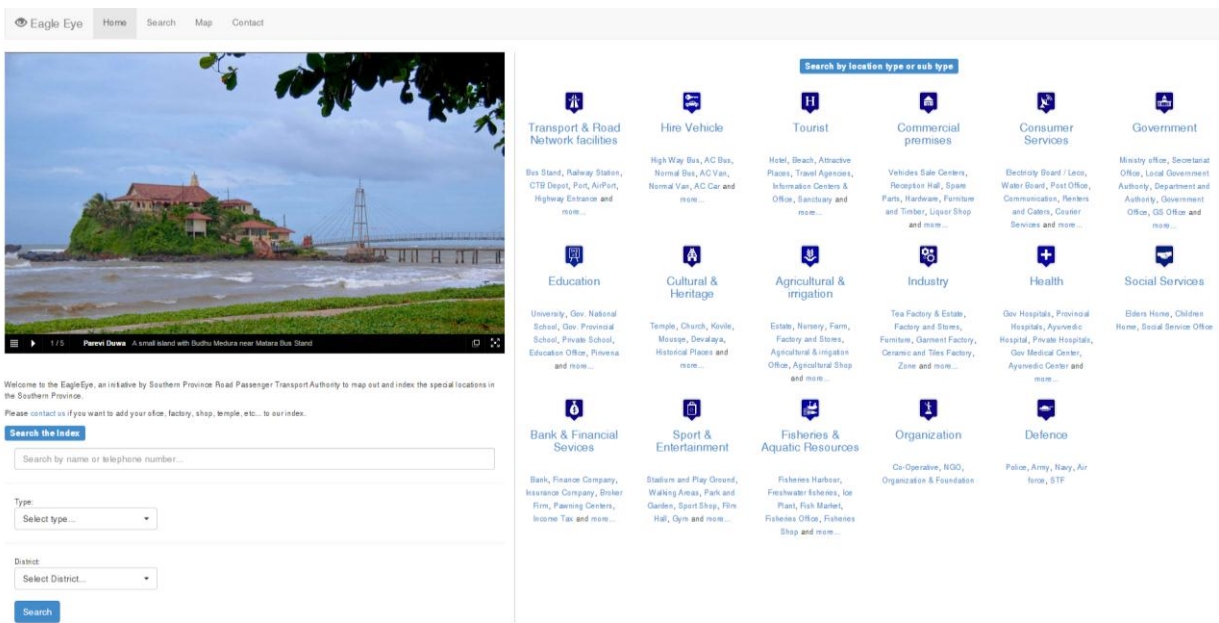 Eagle Eye Home Search Map Contact
1 / 5 Parevi Duwa A small island with Budhu Medura near Matara Bus Stand
Welcome to the EagleEye, an initiative by Southern Province Road Passenger Transport Authority to map out and index the special locations in
the Southern Province.
Please contact us if you want to add your ofice, factory, shop, temple, etc... to our index.
Search the Index
Search by name or telephone number...
Type:
Select type...
District:
Select District...
Search
Search by location type or sub type
Transport & Road
Network facilities
Bus Stand, Railway Station,
CTB Depot, Port, AirPort,
Highway Entrance and
more...
Hire Vehicle
High Way Bus, AC Bus,
Normal Bus, AC Van,
Normal Van, AC Car and
more...
H
Tourist
Hotel, Beach, Attractive
Places, Travel Agencies,
Information Centers &
Office, Sanctuary and
more...
Commercial
premises
Vehicles Sale Centers,
Reception Hall, Spare
Parts, Hardware, Furniture
and Timber, Liquor Shop
and more...
Consumer
Services
Electricity Board / Leco,
Water Board, Post Office,
Communication, Renters
and Caters, Courier
Services and more...
Government
Ministry office, Secretariat
Office, Local Government
Authority, Department and
Authority, Government
Office, GS Office and
more...
Education
University, Gov. National
School, Gov. Provincial
School, Private School,
Education Office, Pirivena
and more...
Cultural &
Heritage
Temple, Church, Kovile,
Mousqe, Devalaya,
Historical Places and
more...
Agricultural &
irrigation
Estate, Nursery, Farm,
Factory and Stores,
Agricultural & irrigation
Office, Agricultural Shop
and more...
Industry
Tea Factory & Estate,
Factory and Stores,
Furniture, Garment Factory,
Ceramic and Tiles Factory,
Zone and more...
Health
Gov Hospitals, Provincial
Hospitals, Ayurvedic
Hospital, Private Hospitals,
Gov Medical Center,
Ayurvedic Center and
more...
Social Services
Elders Home, Children
Home, Social Service Office
Bank & Financial
Sevices
Bank, Finance Company,
Insurance Company, Broker
Firm, Pawning Centers,
Income Tax and more...
Sport &
Entertainment
Stadium and Play Ground,
Walking Areas, Park and
Garden, Sport Shop, Film
Hall, Gym and more...
Fisheries &
Aquatic Resources
Fisheries Harbour,
Freshwater fisheries, Ice
Plant, Fish Market,
Fisheries Office, Fisheries
Shop and more...
Organization
Co-Operative, NGO,
Organization & Foundation
Defence
Police, Army, Navy, Air
force, STF